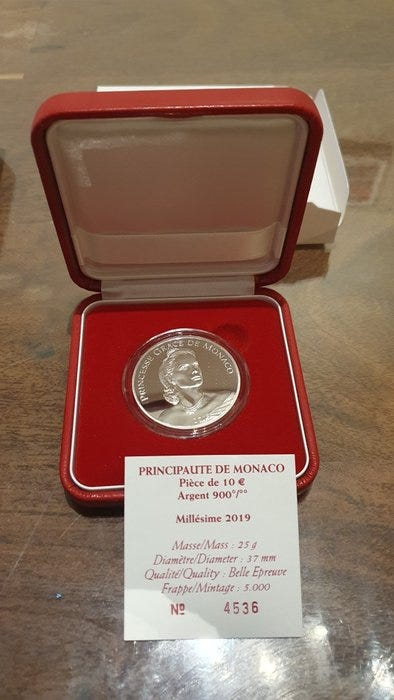 PRINCESSE GRACE DE MONACO
PRINCIPAUTE DE MONACO
Pièce de 10 €
Argent 900°/°°
Millésime 2019
Masse/Mass : 25 g
Diamètre/Diameter : 37 mm
Qualité/Quality : Belle Epreuve
Frappe/Mintage : 5.000
Nº 4536